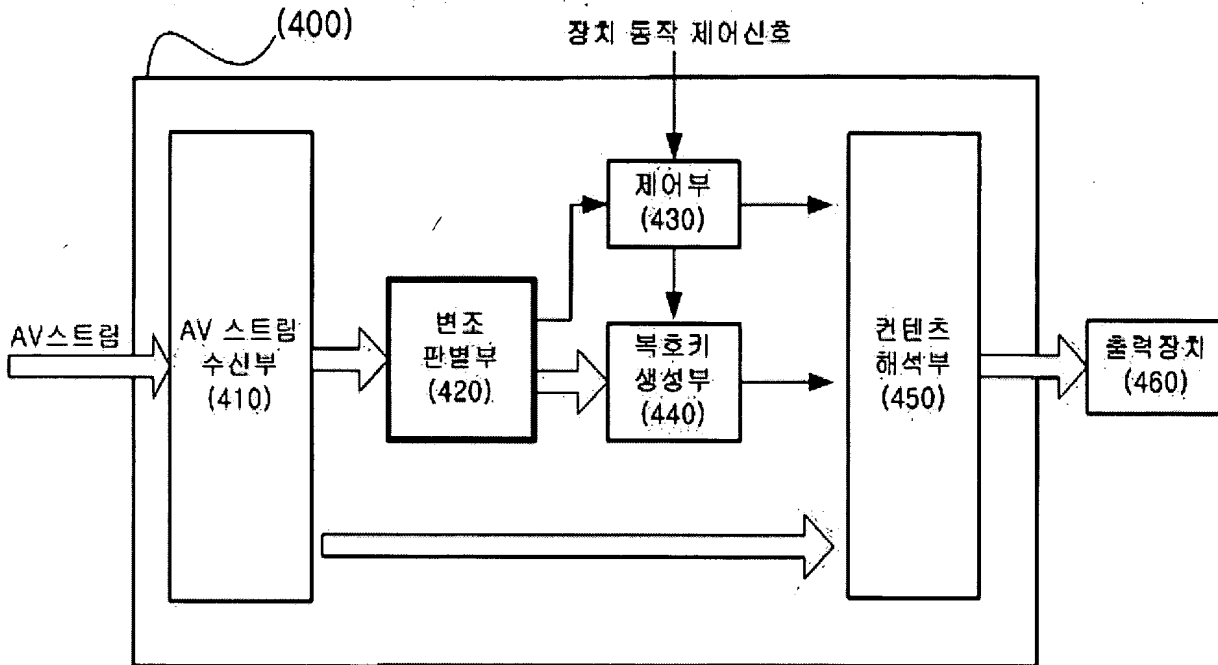 (400)
장치 동작 제어신호
AV스트림
AV 스트림
수신부
(410)
변조
판별부
(420)
제어부
(430)
복호키
생성부
(440)
컨텐츠
해석부
(450)
출력장치
(460)